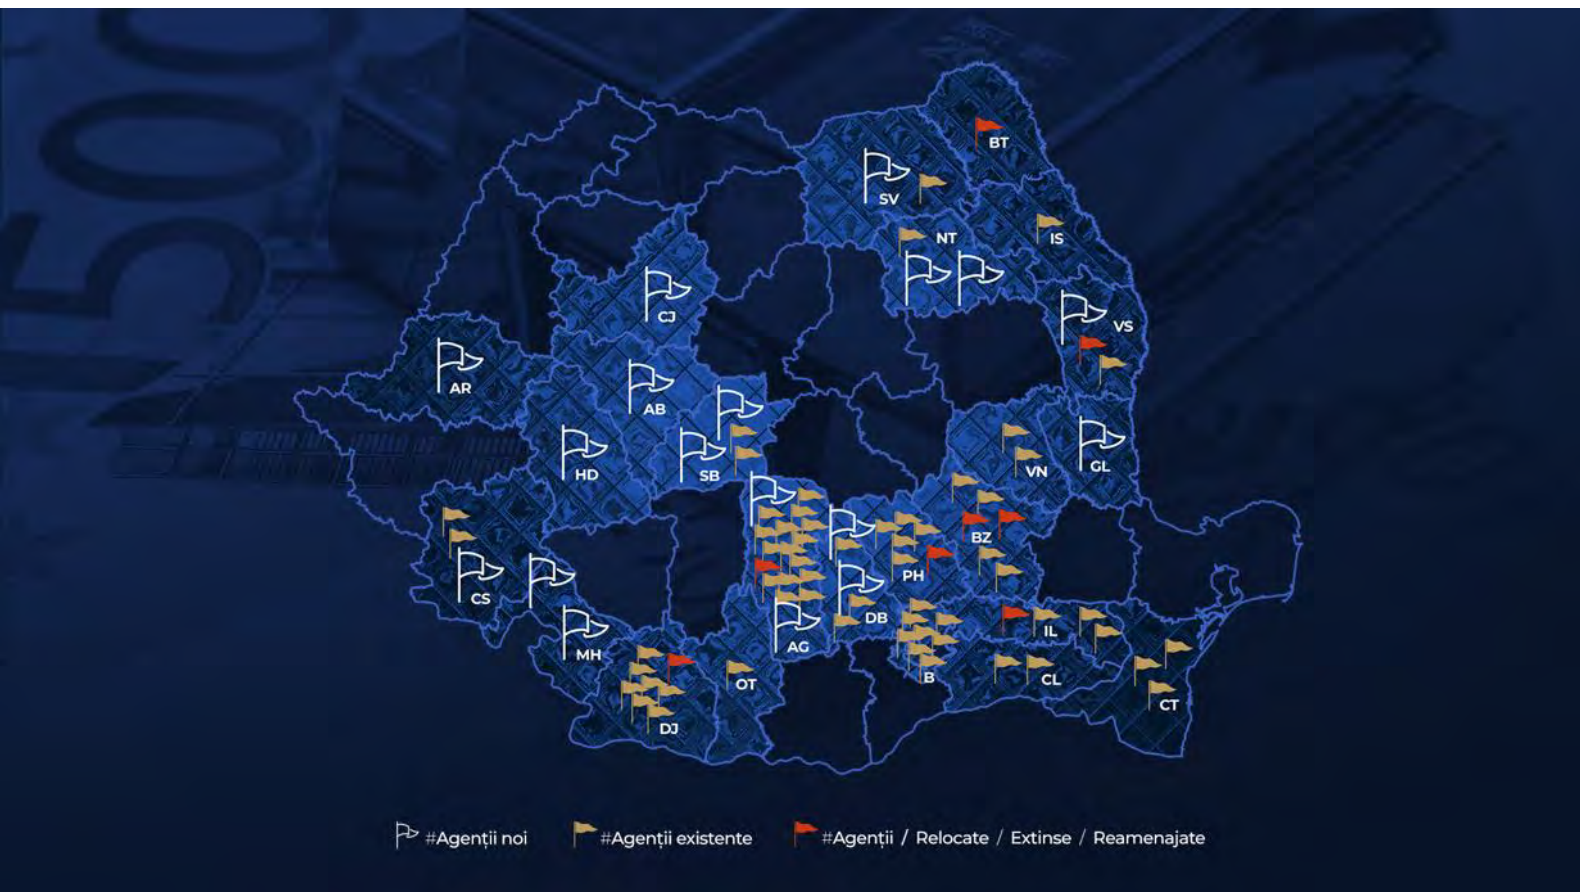 500
BT
SV
NT
IS
CJ
VS
AR
AB
HD
SB
VN
GL
BZ
PH
CS
DB
IL
AG
MH
B
CL
OT
CT
DJ
#Agenții noi
#Agenții existente
#Agenții / Relocate / Extinse / Reamenajate